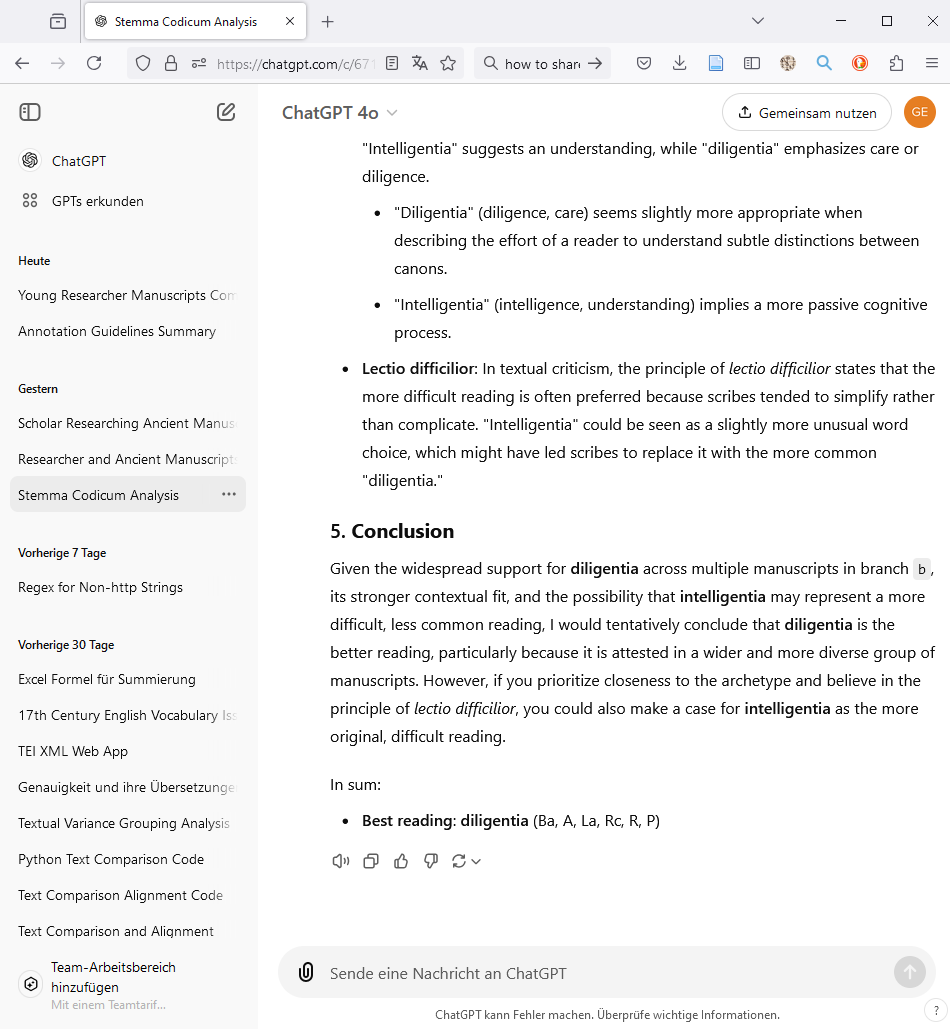 Stemma Codicum Analysis
https://chatgpt.com/c/671
how to share
ChatGPT
GPTs erkunden
Heute
Young Researcher Manuscripts Com
Annotation Guidelines Summary
Gestern
Scholar Researching Ancient Manus
Researcher and Ancient Manuscripts
Stemma Codicum Analysis
Vorherige 7 Tage
Regex for Non-http Strings
Vorherige 30 Tage
Excel Formel für Summierung
17th Century English Vocabulary Iss
TEI XML Web App
Genauigkeit und ihre Übersetzunge
Textual Variance Grouping Analysis
Python Text Comparison Code
Text Comparison Alignment Code
Text Comparison and Alignment
Team-Arbeitsbereich
hinzufügen
Mit einem Teamtarif...
ChatGPT 4o
Gemeinsam nutzen
GE
"Intelligentia" suggests an understanding, while "diligentia" emphasizes care or
diligence.
• "Diligentia" (diligence, care) seems slightly more appropriate when
describing the effort of a reader to understand subtle distinctions between
canons.
• "Intelligentia" (intelligence, understanding) implies a more passive cognitive
process.
• Lectio difficilior: In textual criticism, the principle of lectio difficilior states that the
more difficult reading is often preferred because scribes tended to simplify rather
than complicate. "Intelligentia" could be seen as a slightly more unusual word
choice, which might have led scribes to replace it with the more common
"diligentia."
5. Conclusion
Given the widespread support for diligentia across multiple manuscripts in branch b,
its stronger contextual fit, and the possibility that intelligentia may represent a more
difficult, less common reading, I would tentatively conclude that diligentia is the
better reading, particularly because it is attested in a wider and more diverse group of
manuscripts. However, if you prioritize closeness to the archetype and believe in the
principle of lectio difficilior, you could also make a case for intelligentia as the more
original, difficult reading.
In sum:
• Best reading: diligentia (Ba, A, La, Rc, R, P)
Sende eine Nachricht an ChatGPT
ChatGPT kann Fehler machen. Überprüfe wichtige Informationen.
?